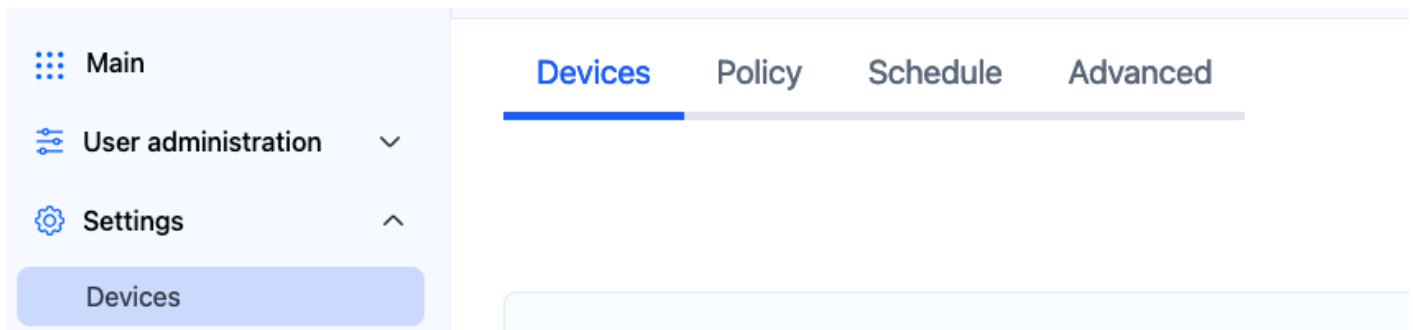 Main
User administration
Settings
Devices
Devices Policy Schedule Advanced